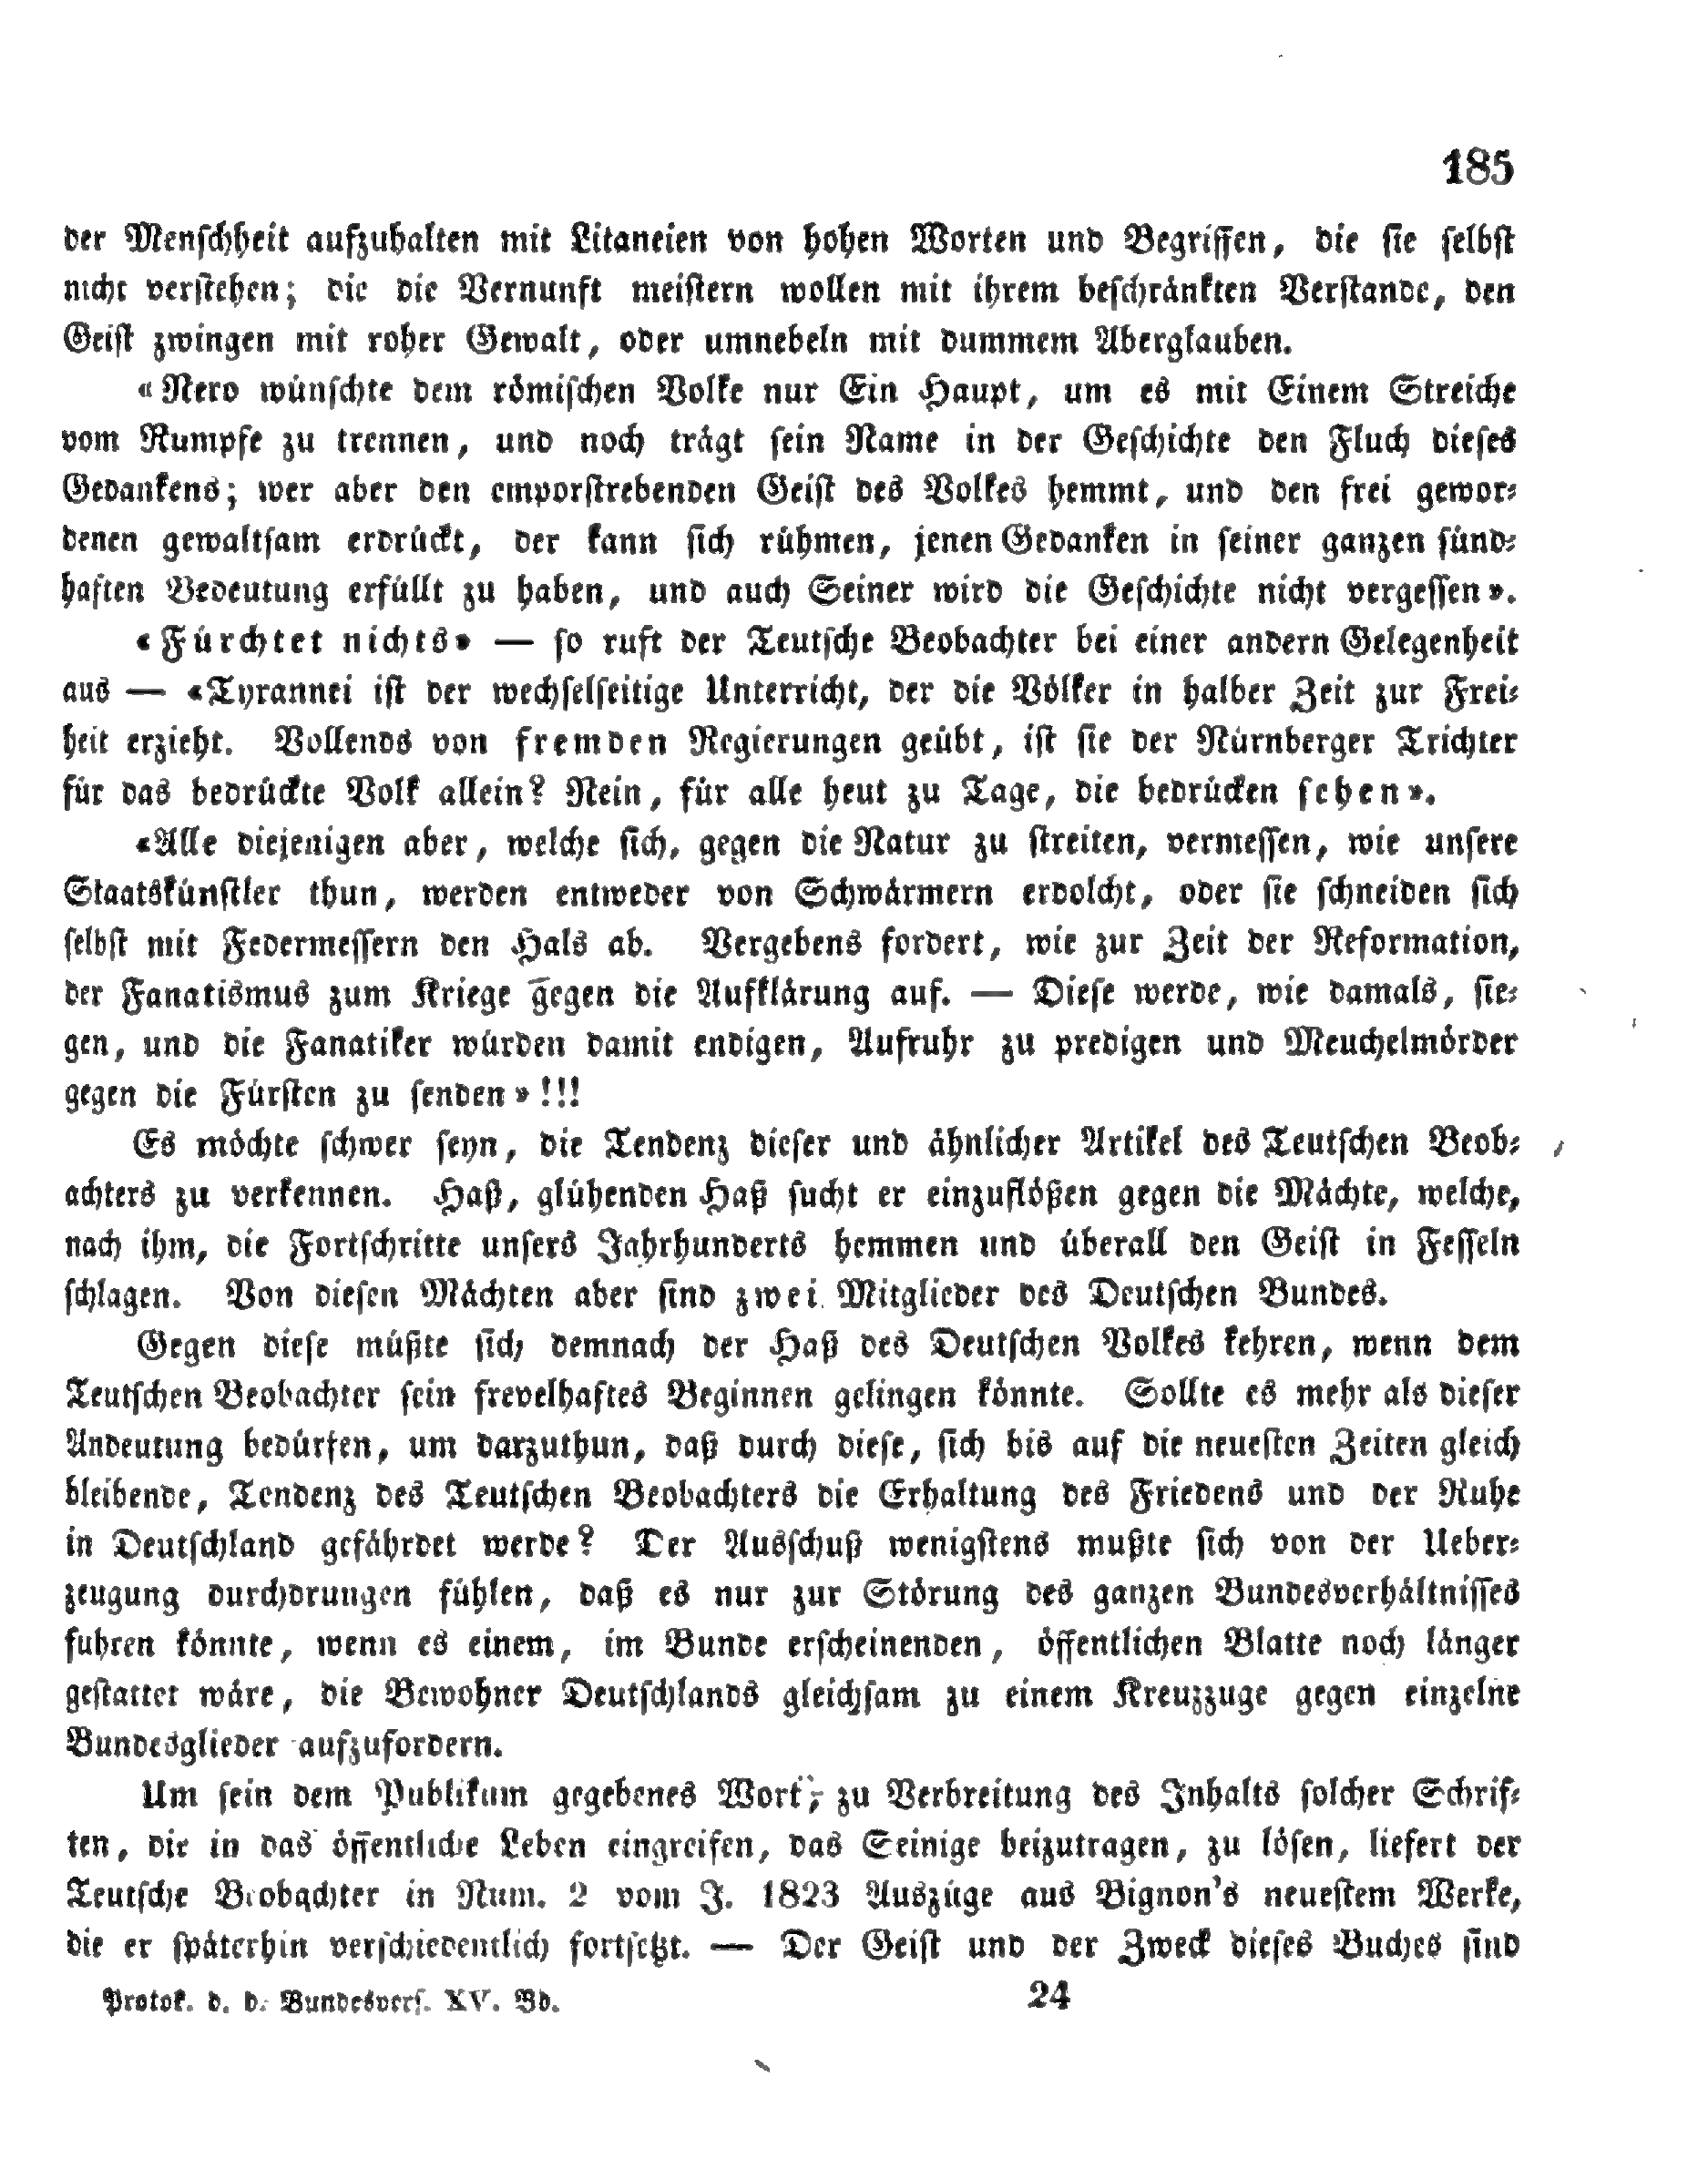 185
der Menſchheit aufzuhalten mit Litaneien von hohen Worten und Begriffen, die ſie ſelbſt
nicht verſtehen; die die Vernunft meiſtern wollen mit ihrem beſchränkten Verſtande, den
Geiſt zwingen mit roher Gewalt, oder umnebeln mit dummem Aberglauben.
«Nero wünſchte dem römiſchen Volke nur Ein Haupt, um es mit Einem Streiche
vom Rumpfe zu trennen, und noch trägt ſein Name in der Geſchichte den Fluch dieſes
Gedankens; wer aber den emporſtrebenden Geiſt des Volkes hemmt, und den frei gewor⸗
denen gewaltſam erdrückt, der kann ſich rühmen, jenen Gedanken in ſeiner ganzen ſünd⸗
haften Bedeutung erfüllt zu haben, und auch Seiner wird die Geſchichte nicht vergeſſen».
«Fürchtet nichts» — ſo ruft der Teutſche Beobachter bei einer andern Gelegenheit
aus — «Tyrannei iſt der wechſelſeitige Unterricht, der die Völker in halber Zeit zur Frei⸗
heit erzieht. Vollends von fremden Regierungen geübt, iſt ſie der Nürnberger Trichter
für das bedrückte Volk allein? Nein, für alle heut zu Tage, die bedrücken ſehen».
«Alle diejenigen aber, welche ſich, gegen die Natur zu ſtreiten, vermeſſen, wie unſere
Staatskünſtler thun, werden entweder von Schwärmern erdolcht, oder ſie ſchneiden ſich
ſelbſt mit Federmeſſern den Hals ab. Vergebens fordert, wie zur Zeit der Reformation,
der Fanatismus zum Kriege gegen die Aufklärung auf. — Dieſe werde, wie damals, ſie⸗
gen, und die Fanatiker würden damit endigen, Aufruhr zu predigen und Meuchelmörder
gegen die Fürſten zu ſenden»!!!
Es möchte ſchwer ſeyn, die Tendenz dieſer und ähnlicher Artikel des Teutſchen Beob⸗
achters zu verkennen. Haß, glühenden Haß ſucht er einzuflößen gegen die Mächte, welche,
nach ihm, die Fortſchritte unſers Jahrhunderts hemmen und überall den Geiſt in Feſſeln
ſchlagen. Von dieſen Mächten aber ſind zwei Mitglieder des Deutſchen Bundes.
Gegen dieſe müßte ſich demnach der Haß des Deutſchen Volkes kehren, wenn dem
Teutſchen Beobachter ſein frevelhaftes Beginnen gelingen könnte. Sollte es mehr als dieſer
Andeutung bedürfen, um darzuthun, daß durch dieſe, ſich bis auf die neueſten Zeiten gleich
bleibende, Tendenz des Teutſchen Beobachters die Erhaltung des Friedens und der Ruhe
in Deutſchland gefährdet werde? Der Ausſchuß wenigſtens mußte ſich von der Ueber⸗
zeugung durchdrungen fühlen, daß es nur zur Störung des ganzen Bundesverhältniſſes
fuhren könnte, wenn es einem, im Bunde erſcheinenden, öffentlichen Blatte noch länger
geſtattet wäre, die Bewohner Deutſchlands gleichſam zu einem Kreuzzuge gegen einzelne
Bundesglieder aufzufordern.
Um ſein dem Publikum gegebenes Wort, zu Verbreitung des Inhalts ſolcher Schrif⸗
ten, die in das öffentliche Leben eingreifen, das Seinige beizutragen, zu löſen, liefert der
Teutſche Beobachter in Num. 2 vom J. 1823 Auszüge aus Bignon's neueſtem Werke,
die er ſpäterhin verſchiedentlich fortſetzt. — Der Geiſt und der Zweck dieſes Buches ſind
Protok. d. d. Bundesverſ. XV. Bd. 24